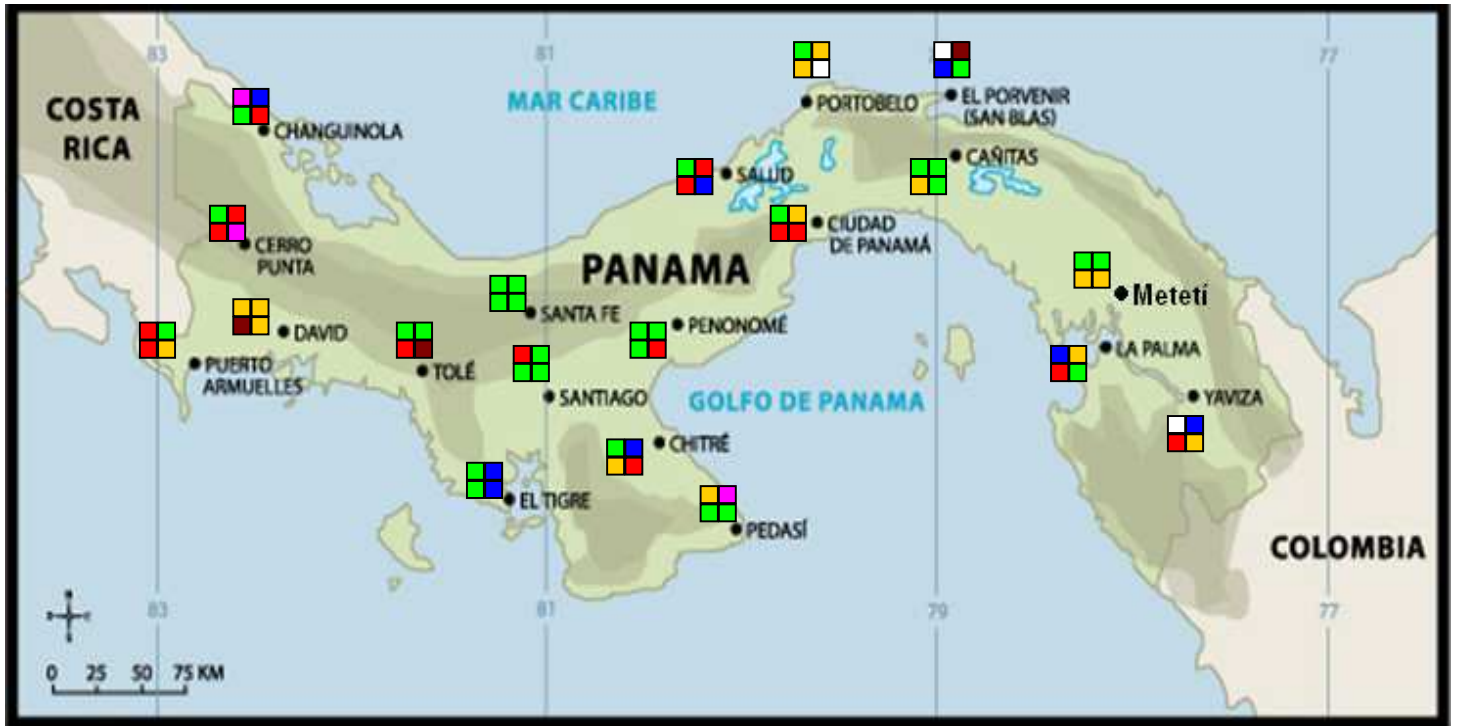 83
81
77
COSTA
RICA
MAR CARIBE
PORTOBELO
EL PORVENIR
(SAN BLAS)
CHANGUINOLA
CAÑITAS
SALUD
CIUDAD
DE PANAMÁ
CERRO
PUNTA
PANAMA
Metetí
SANTA FE
PENONOMÉ
DAVID
LA PALMA
PUERTO
ARMUELLES
TOLÉ
SANTIAGO
GOLFO DE PANAMA
YAVIZA
CHITRÉ
EL TIGRE
PEDASÍ
COLOMBIA
83
81
79
77
0 25 50 75 KM